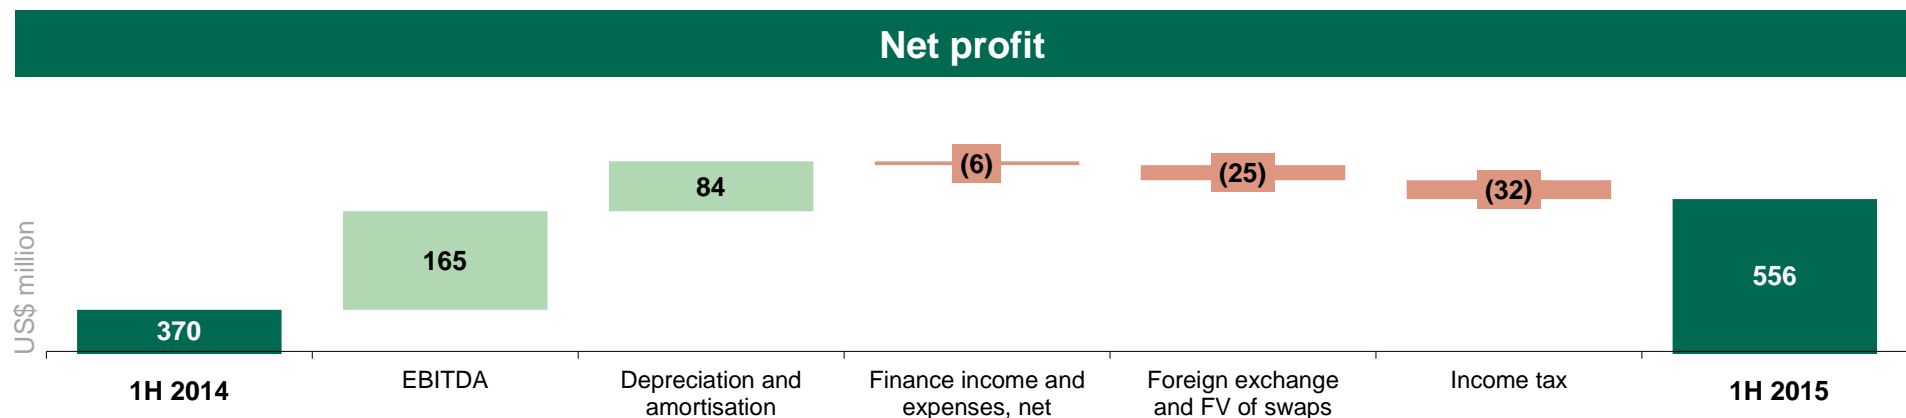 Net profit
US$ million
370
165
84
(6)
(25)
(32)
556
1H 2014
EBITDA
Depreciation and
amortisation
Finance income and
expenses, net
Foreign exchange
and FV of swaps
Income tax
1H 2015